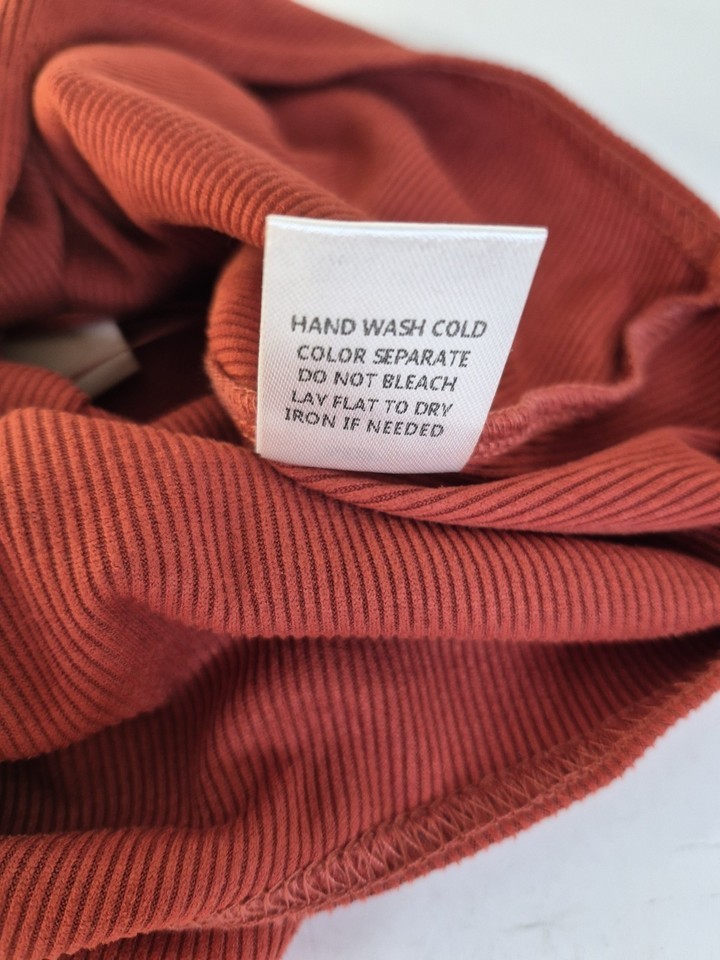 HAND WASH COLD
COLOR SEPARATE
DO NOT BLEACH
LAY FLAT TO DRY
IRON IF NEEDED